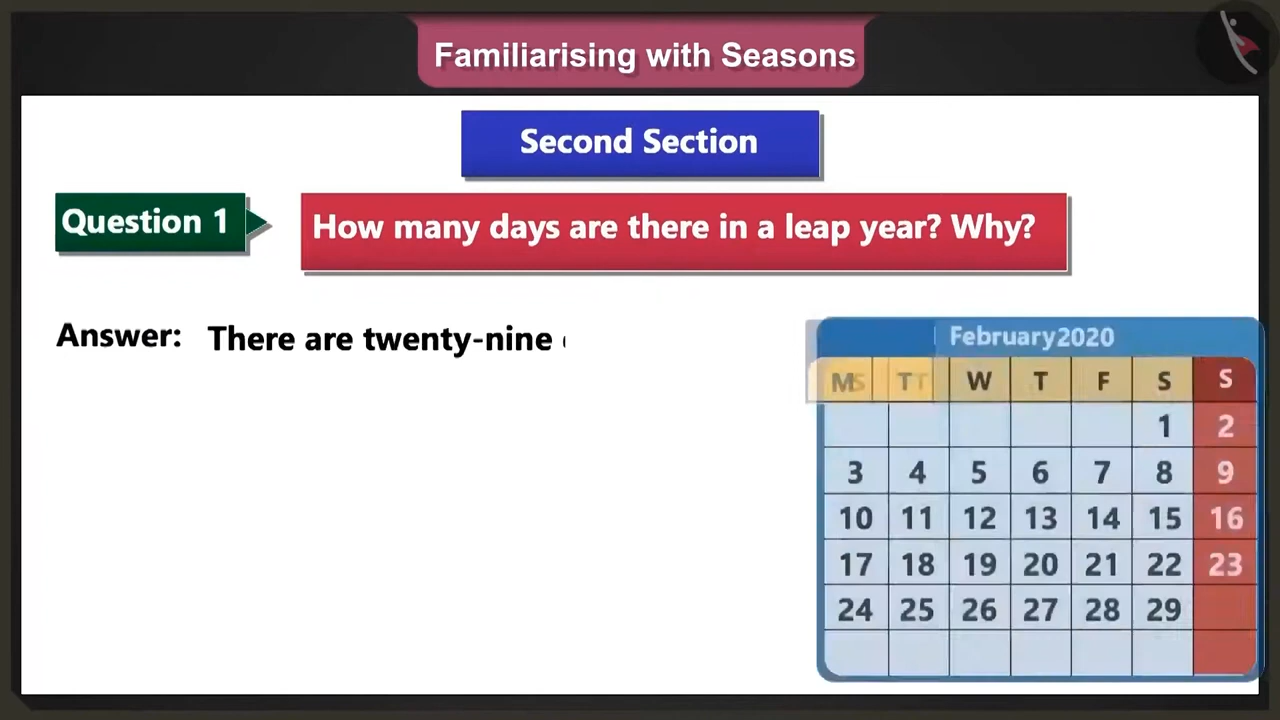 Familiarising with Seasons
Second Section
Question 1
How many days are there in a leap year? Why?
Answer: There are twenty-nine
February2020
W T F S S
1 2
3 4 5 6 7 8 9
10 11 12 13 14 15 16
17 18 19 20 21 22 23
24 25 26 27 28 29